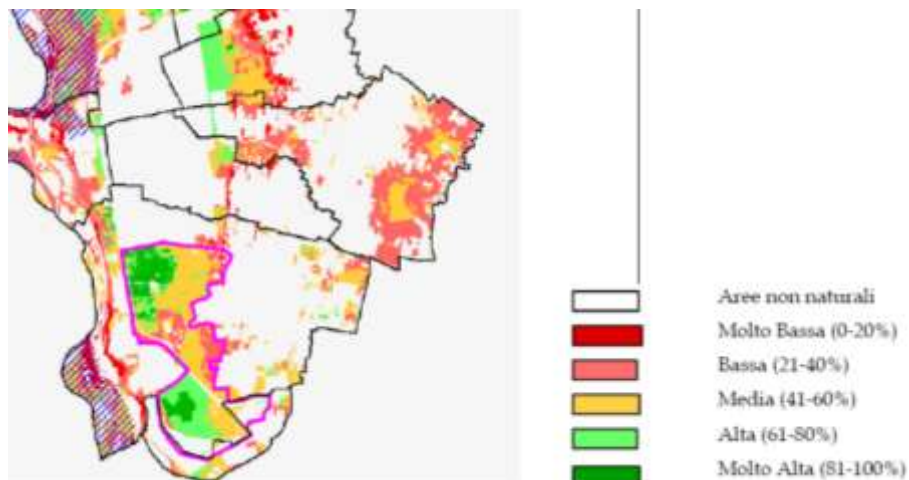 Aree non naturali
Molto Bassa (0-20%)
Bassa (21-40%)
Media (41-60%)
Alta (61-80%)
Molto Alta (81-100%)